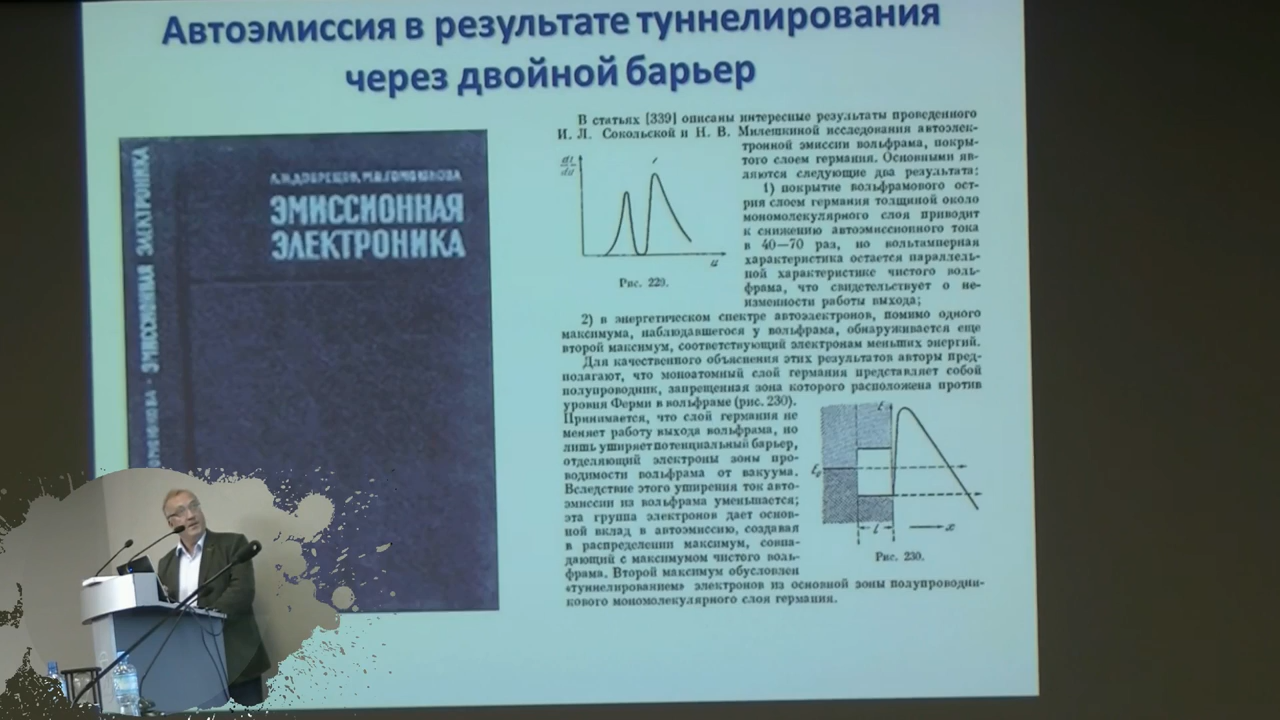 Автоэмиссия в результате туннелирования
через двойной барьер
ЭМИССИОННАЯ ЭЛЕКТРОНИКА
ЭМИССИОННАЯ
ЭЛЕКТРОНИКА
В статьях [339] описаны интересные результаты проведенного
И. Л. Сокольской и Н. В. Милешкиной исследования автоэлек-
тронной эмиссии вольфрама, покры-
того слоем германия. Основными яв-
ляются следующие два результата:
1) покрытие вольфрамового ост-
рия слоем германия толщиной около
мономолекулярного слоя приводит
к снижению автоэмиссионного тока
в 40—70 раз, но вольтамперная
характеристика остается параллель-
ной характеристике чистого воль-
фрама, что свидетельствует о не-
изменности работы выхода;
Рис. 229.
2) в энергетическом спектре автоэлектронов, помимо одного
максимума, наблюдавшегося у вольфрама, обнаруживается еще
второй максимум, соответствующий электронам меньших энергий.
Для качественного объяснения этих результатов авторы пред-
полагают, что моноатомный слой германия представляет собой
полупроводник, запрещенная зона которого расположена против
уровня Ферми в вольфраме (рис. 230).
Принимается, что слой германия не
меняет работу выхода вольфрама, но
лишь уширяет потенциальный барьер,
отделяющий электроны зоны про-
водимости вольфрама от вакуума.
Вследствие этого уширения ток авто-
эмиссии из вольфрама уменьшается;
эта группа электронов дает основ-
ной вклад в автоэмиссию, создавая
в распределении максимум, совпа-
дающий с максимумом чистого воль-
фрама. Второй максимум обусловлен
«туннелированием» электронов из основной зоны полупроводни-
кового мономолекулярного слоя германия.
l
x
Рис. 230.